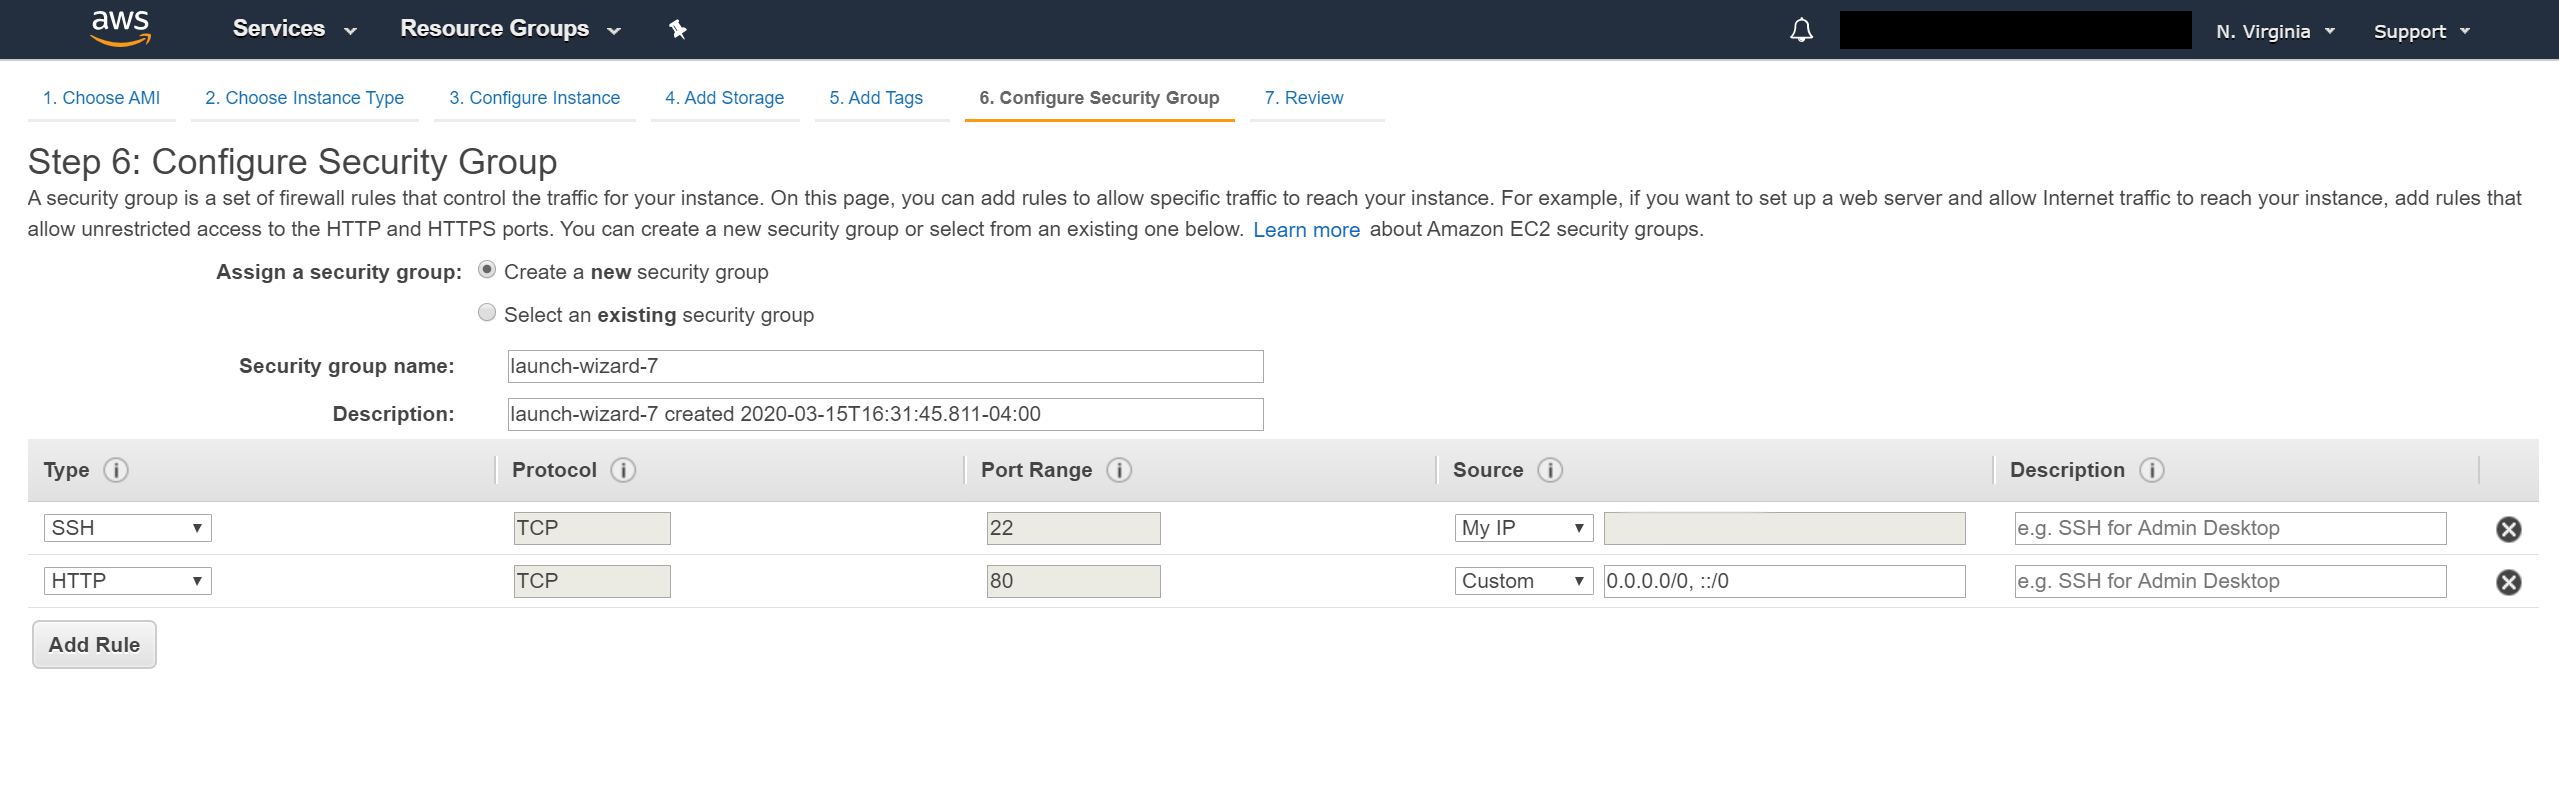 aws Services Resource Groups N. Virginia Support
1. Choose AMI 2. Choose Instance Type 3. Configure Instance 4. Add Storage 5. Add Tags 6. Configure Security Group 7. Review
Step 6: Configure Security Group
A security group is a set of firewall rules that control the traffic for your instance. On this page, you can add rules to allow specific traffic to reach your instance. For example, if you want to set up a web server and allow Internet traffic to reach your instance, add rules that
allow unrestricted access to the HTTP and HTTPS ports. You can create a new security group or select from an existing one below. Learn more about Amazon EC2 security groups.
Assign a security group: Create a new security group
Select an existing security group
Security group name: launch-wizard-7
Description: launch-wizard-7 created 2020-03-15T16:31:45.811-04:00
Type i Protocol i Port Range i Source i Description i
SSH TCP 22 My IP e.g. SSH for Admin Desktop
HTTP TCP 80 Custom 0.0.0.0/0, ::/0 e.g. SSH for Admin Desktop
Add Rule